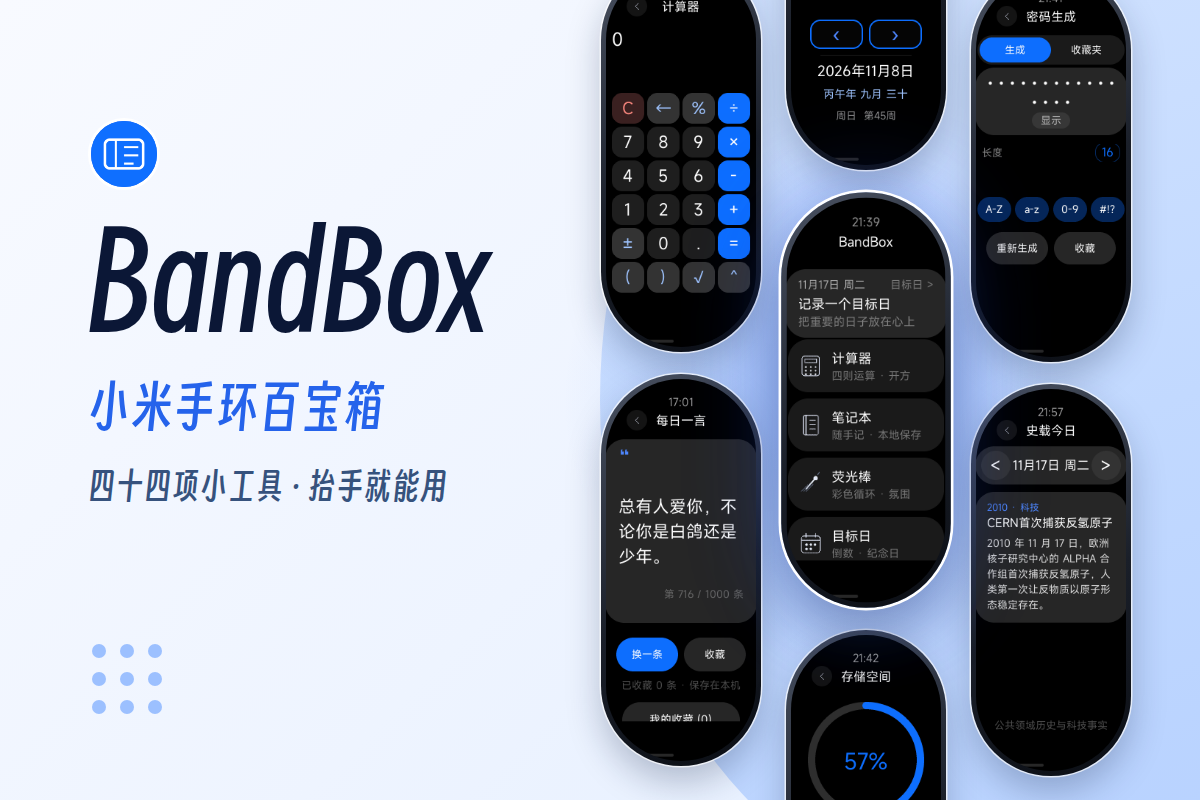 BandBox
小米手环百宝箱
四十四项小工具 · 抬手就能用
计算器
0
C ← % ÷
7 8 9 ×
4 5 6 -
1 2 3 +
± 0 . =
( ) √ ^
17:01
每日一言
❝
总有人爱你，不
论你是白鸽还是
少年。
第 716 / 1000 条
换一条 收藏
已收藏 0 条 · 保存在本机
我的收藏 (0)
‹ ›
2026年11月8日
丙午年 九月 三十
周日 第45周
21:39
BandBox
11月17日 周二 目标日 >
记录一个目标日
把重要的日子放在心上
计算器
四则运算 · 开方
笔记本
随手记 · 本地保存
荧光棒
彩色循环 · 氛围
目标日
倒数 · 纪念日
21:42
存储空间
57%
密码生成
生成 收藏夹
• • • • • • • • • • • •
• • • •
显示
长度 16
A-Z a-z 0-9 #!?
重新生成 收藏
21:57
史载今日
< 11月17日 周二 >
2010 · 科技
CERN首次捕获反氢原子
2010 年 11 月 17 日，欧洲
核子研究中心的 ALPHA 合
作组首次捕获反氢原子，人
类第一次让反物质以原子形
态稳定存在。
公共领域历史与科技事实